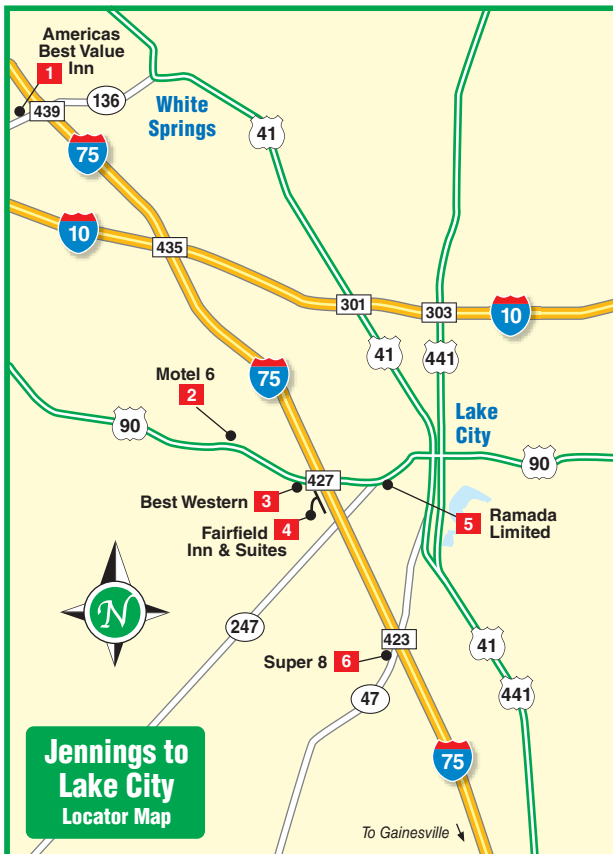 Americas
Best Value
Inn
1
439
136
White
Springs
41
75
10
435
301
303
10
41
441
Motel 6
2
75
90
Lake
City
427
90
Best Western 3
Fairfield 4
Inn & Suites
5 Ramada
Limited
N
247
423
Super 8 6
41
47
441
Jennings to
Lake City
Locator Map
75
To Gainesville